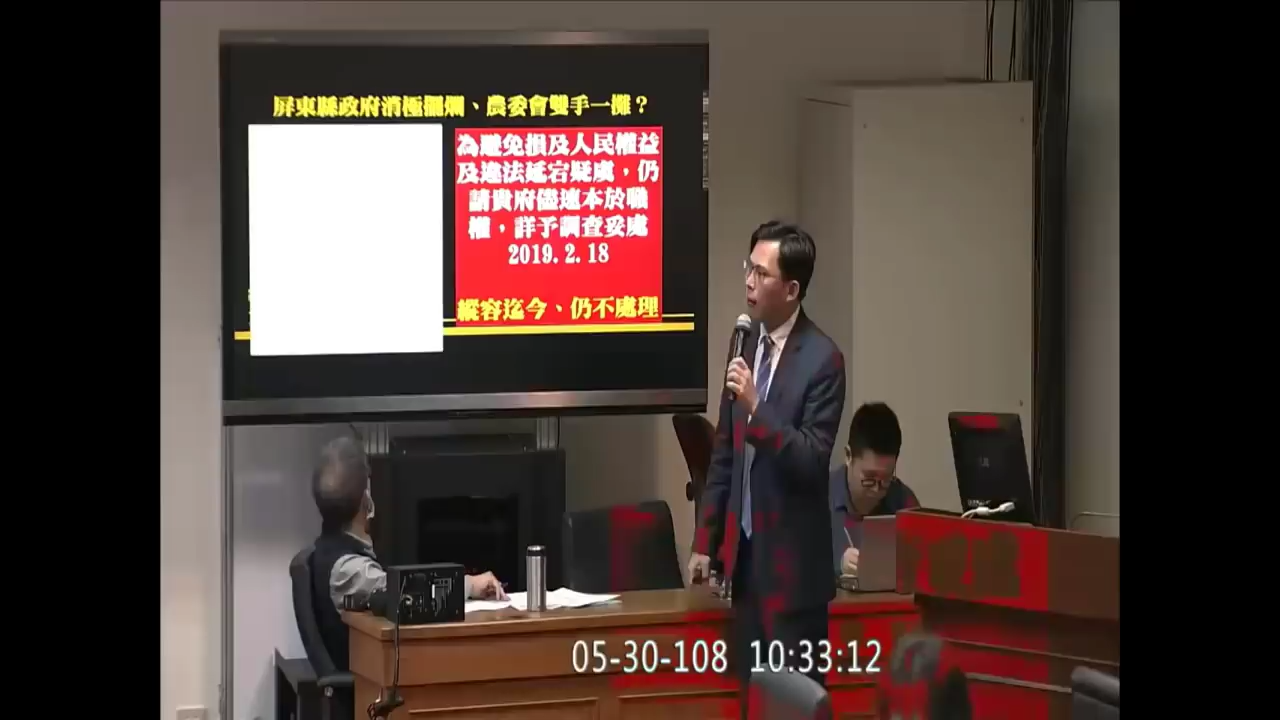 屏東縣政府消極擺爛、農委會雙手一攤？
為避免損及人民權益
及違法延宕疑慮，仍
請貴府儘速本於職
權，詳予調查妥處
2019.2.18
縱容迄今、仍不處理
05-30-108 10:33:12